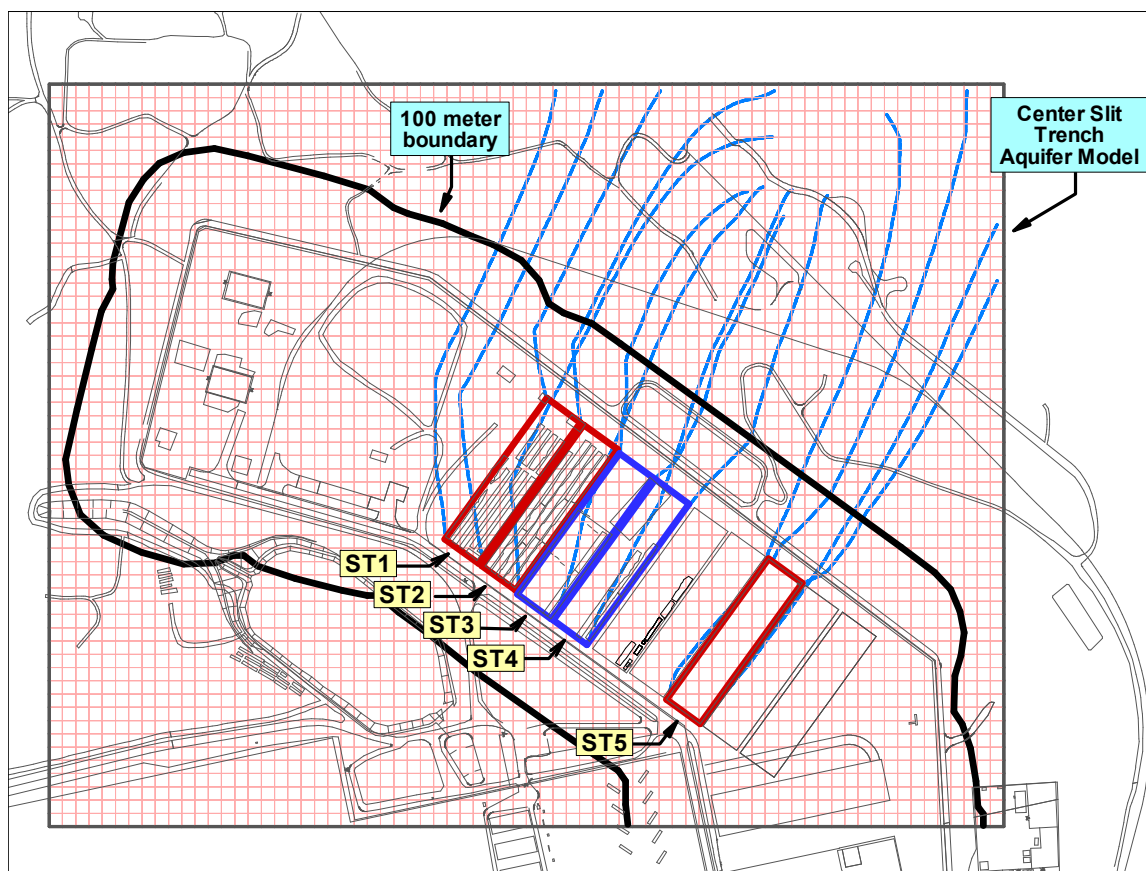 100 meter
boundary
Center Slit
Trench
Aquifer Model
ST1
ST2
ST3
ST4
ST5